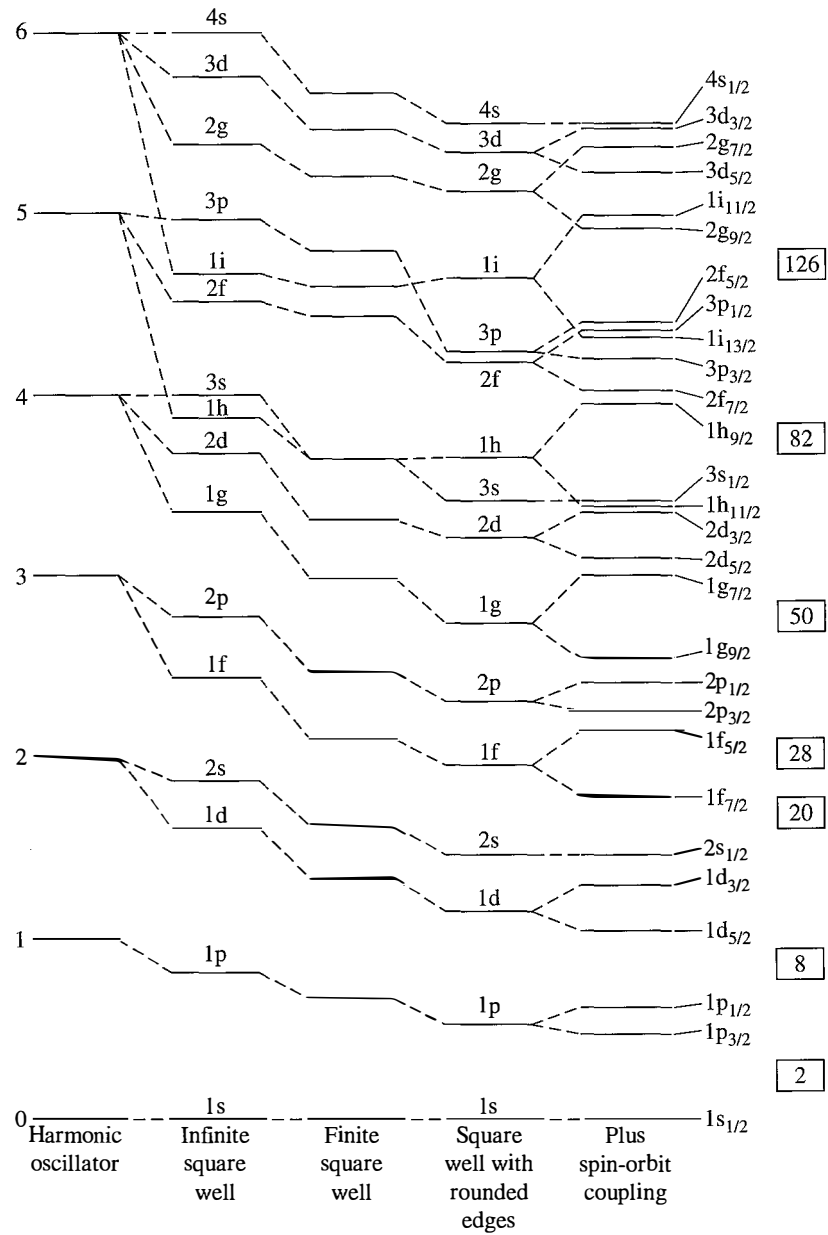 6
4s
3d
2g
5
3p
1i
2f
4
3s
1h
2d
1g
3
2p
1f
2
2s
1d
1
1p
0
1s
4s
3d
2g
1i
3p
2f
1h
3s
2d
1g
2p
1f
2s
1d
1p
1s
4s1/2
3d3/2
2g7/2
3d5/2
1i11/2
2g9/2
126
2f5/2
3p1/2
1i13/2
3p3/2
2f7/2
1h9/2
82
3s1/2
1h11/2
2d3/2
2d5/2
1g7/2
50
1g9/2
2p1/2
2p3/2
1f5/2
28
1f7/2
20
2s1/2
1d3/2
1d5/2
8
1p1/2
1p3/2
2
1s1/2
Harmonic
oscillator
Infinite
square
well
Finite
square
well
Square
well with
rounded
edges
Plus
spin-orbit
coupling